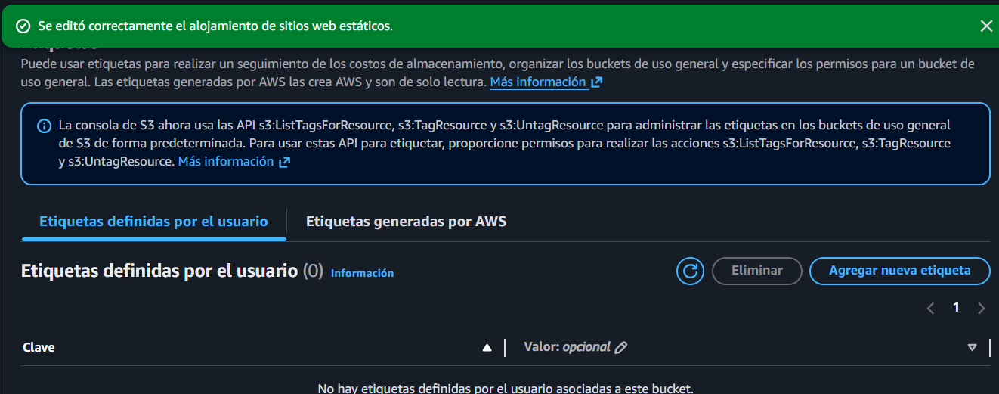 Se editó correctamente el alojamiento de sitios web estáticos.
Etiquetas
Puede usar etiquetas para realizar un seguimiento de los costos de almacenamiento, organizar los buckets de uso general y especificar los permisos para un bucket de
uso general. Las etiquetas generadas por AWS las crea AWS y son de solo lectura. Más información
La consola de S3 ahora usa las API s3:ListTagsForResource, s3:TagResource y s3:UntagResource para administrar las etiquetas en los buckets de uso general
de S3 de forma predeterminada. Para usar estas API para etiquetar, proporcione permisos para realizar las acciones s3:ListTagsForResource, s3:TagResource
y s3:UntagResource. Más información
Etiquetas definidas por el usuario
Etiquetas generadas por AWS
Etiquetas definidas por el usuario (0) Información
Eliminar
Agregar nueva etiqueta
1
Clave
Valor: opcional
No hay etiquetas definidas por el usuario asociadas a este bucket.